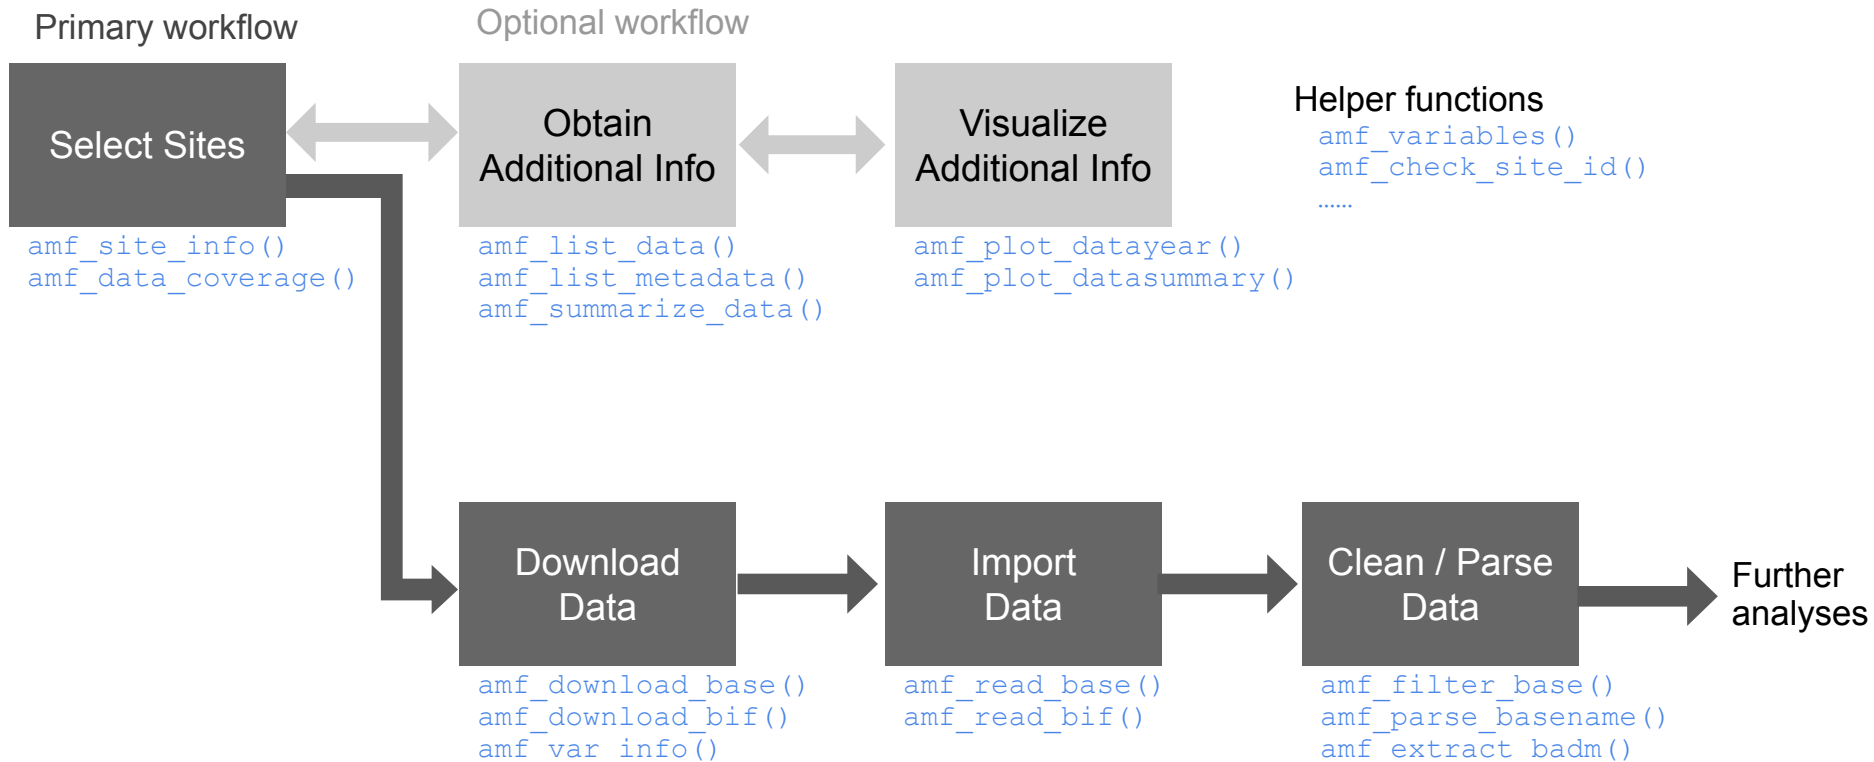 Primary workflow
Optional workflow
Select Sites
Obtain
Additional Info
Visualize
Additional Info
Helper functions
amf_variables()
amf_check_site_id()
......
amf_site_info()
amf_data_coverage()
amf_list_data()
amf_list_metadata()
amf_summarize_data()
amf_plot_datayear()
amf_plot_datasummary()
Download
Data
Import
Data
Clean / Parse
Data
Further
analyses
amf_download_base()
amf_download_bif()
amf_var_info()
amf_read_base()
amf_read_bif()
amf_filter_base()
amf_parse_basename()
amf_extract_badm()